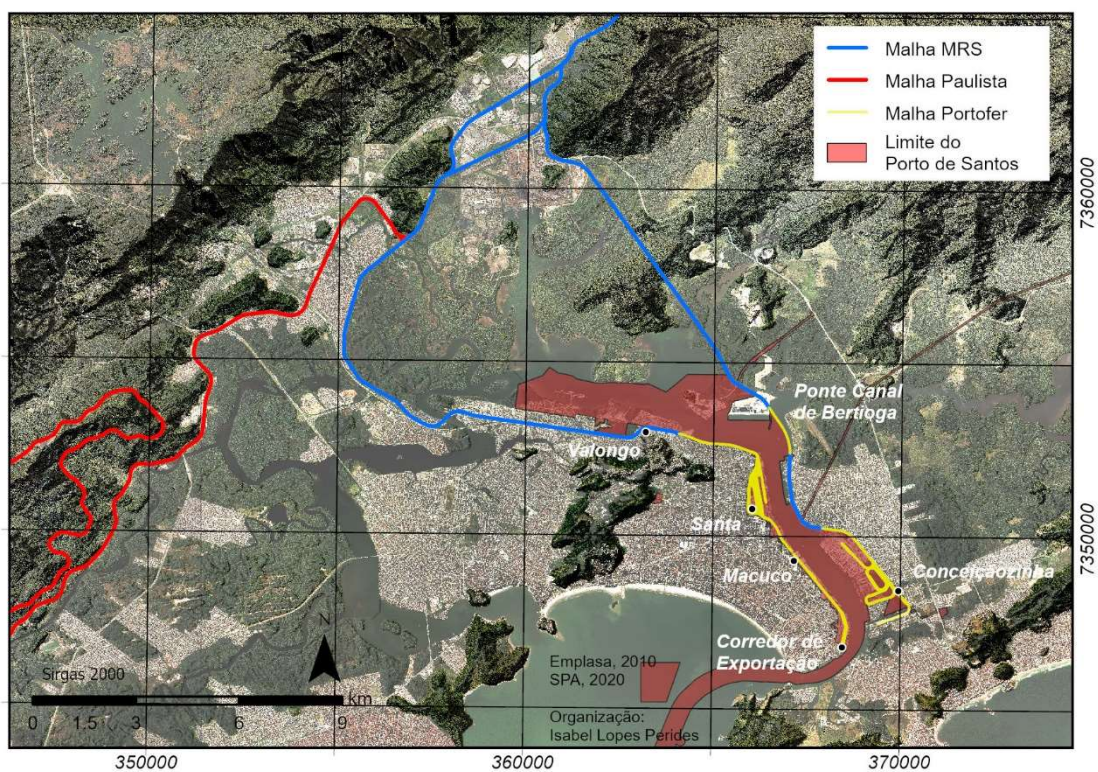 Malha MRS
Malha Paulista
Malha Portofer
Limite do
Porto de Santos
7360000
Ponte Canal
de Bertioga
Valongo
Santa
7350000
Macuco
Conceiçãozinha
Corredor de
Exportação
N
Sirgas 2000
Emplasa, 2010
SPA, 2020
km
0 1.5 3 6 9
Organização:
Isabel Lopes Perides
350000 360000 370000